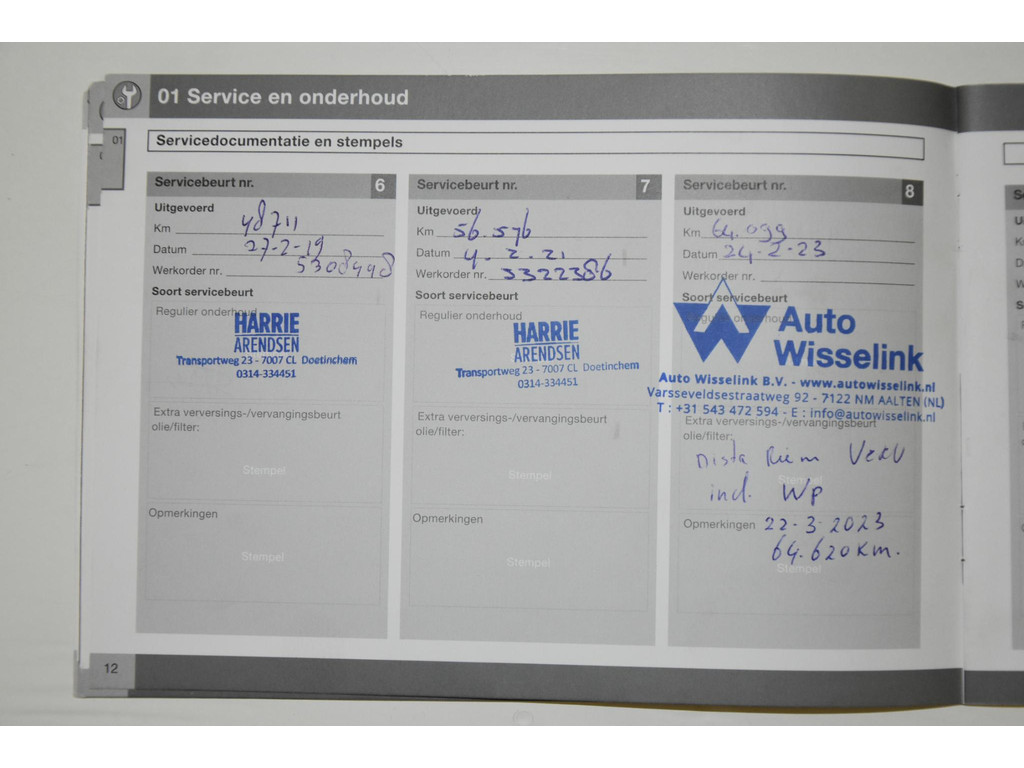 01 Service en onderhoud
01
Servicedocumentatie en stempels
Servicebeurt nr. 6
Uitgevoerd
Km 48711
Datum 27-2-19
Werkorder nr. 5308998
Soort servicebeurt
Regulier onderhoud
HARRIE
ARENDSEN
Transportweg 23 - 7007 CL Doetinchem
0314-334451
Extra verversings-/vervangingsbeurt
olie/filter:
Stempel
Opmerkingen
Stempel
Servicebeurt nr. 7
Uitgevoerd
Km 56.576
Datum 4.2.21
Werkorder nr. 3322386
Soort servicebeurt
Regulier onderhoud
HARRIE
ARENDSEN
Transportweg 23 - 7007 CL Doetinchem
0314-334451
Extra verversings-/vervangingsbeurt
olie/filter:
Stempel
Opmerkingen
Stempel
Servicebeurt nr. 8
Uitgevoerd
Km 64.099
Datum 24-2-23
Werkorder nr.
Soort servicebeurt
Regulier onderhoud
Auto
Wisselink
Auto Wisselink B.V. - www.autowisselink.nl
Varsseveldsestraatweg 92 - 7122 NM AALTEN (NL)
T : +31 543 472 594 - E : info@autowisselink.nl
Extra verversings-/vervangingsbeurt
olie/filter:
Dista Riem Verv
Stempel
incl. Wp
Opmerkingen 22-3-2023
64.620 km.
Stempel
12